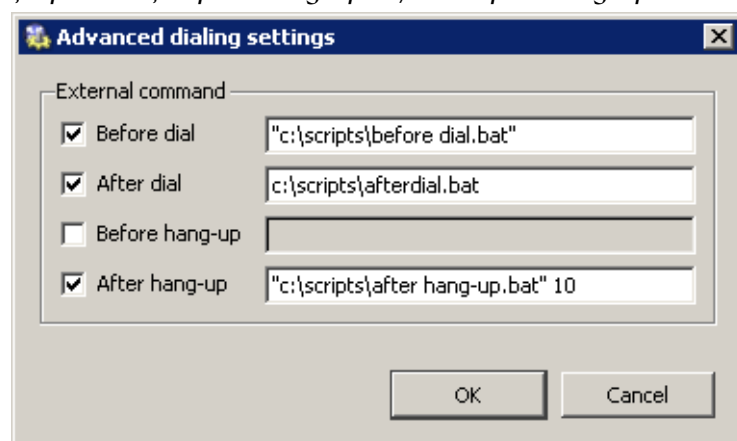 Advanced dialing settings
External command
Before dial
"c:\scripts\before dial.bat"
After dial
c:\scripts\afterdial.bat
Before hang-up
After hang-up
"c:\scripts\after hang-up.bat" 10
OK
Cancel